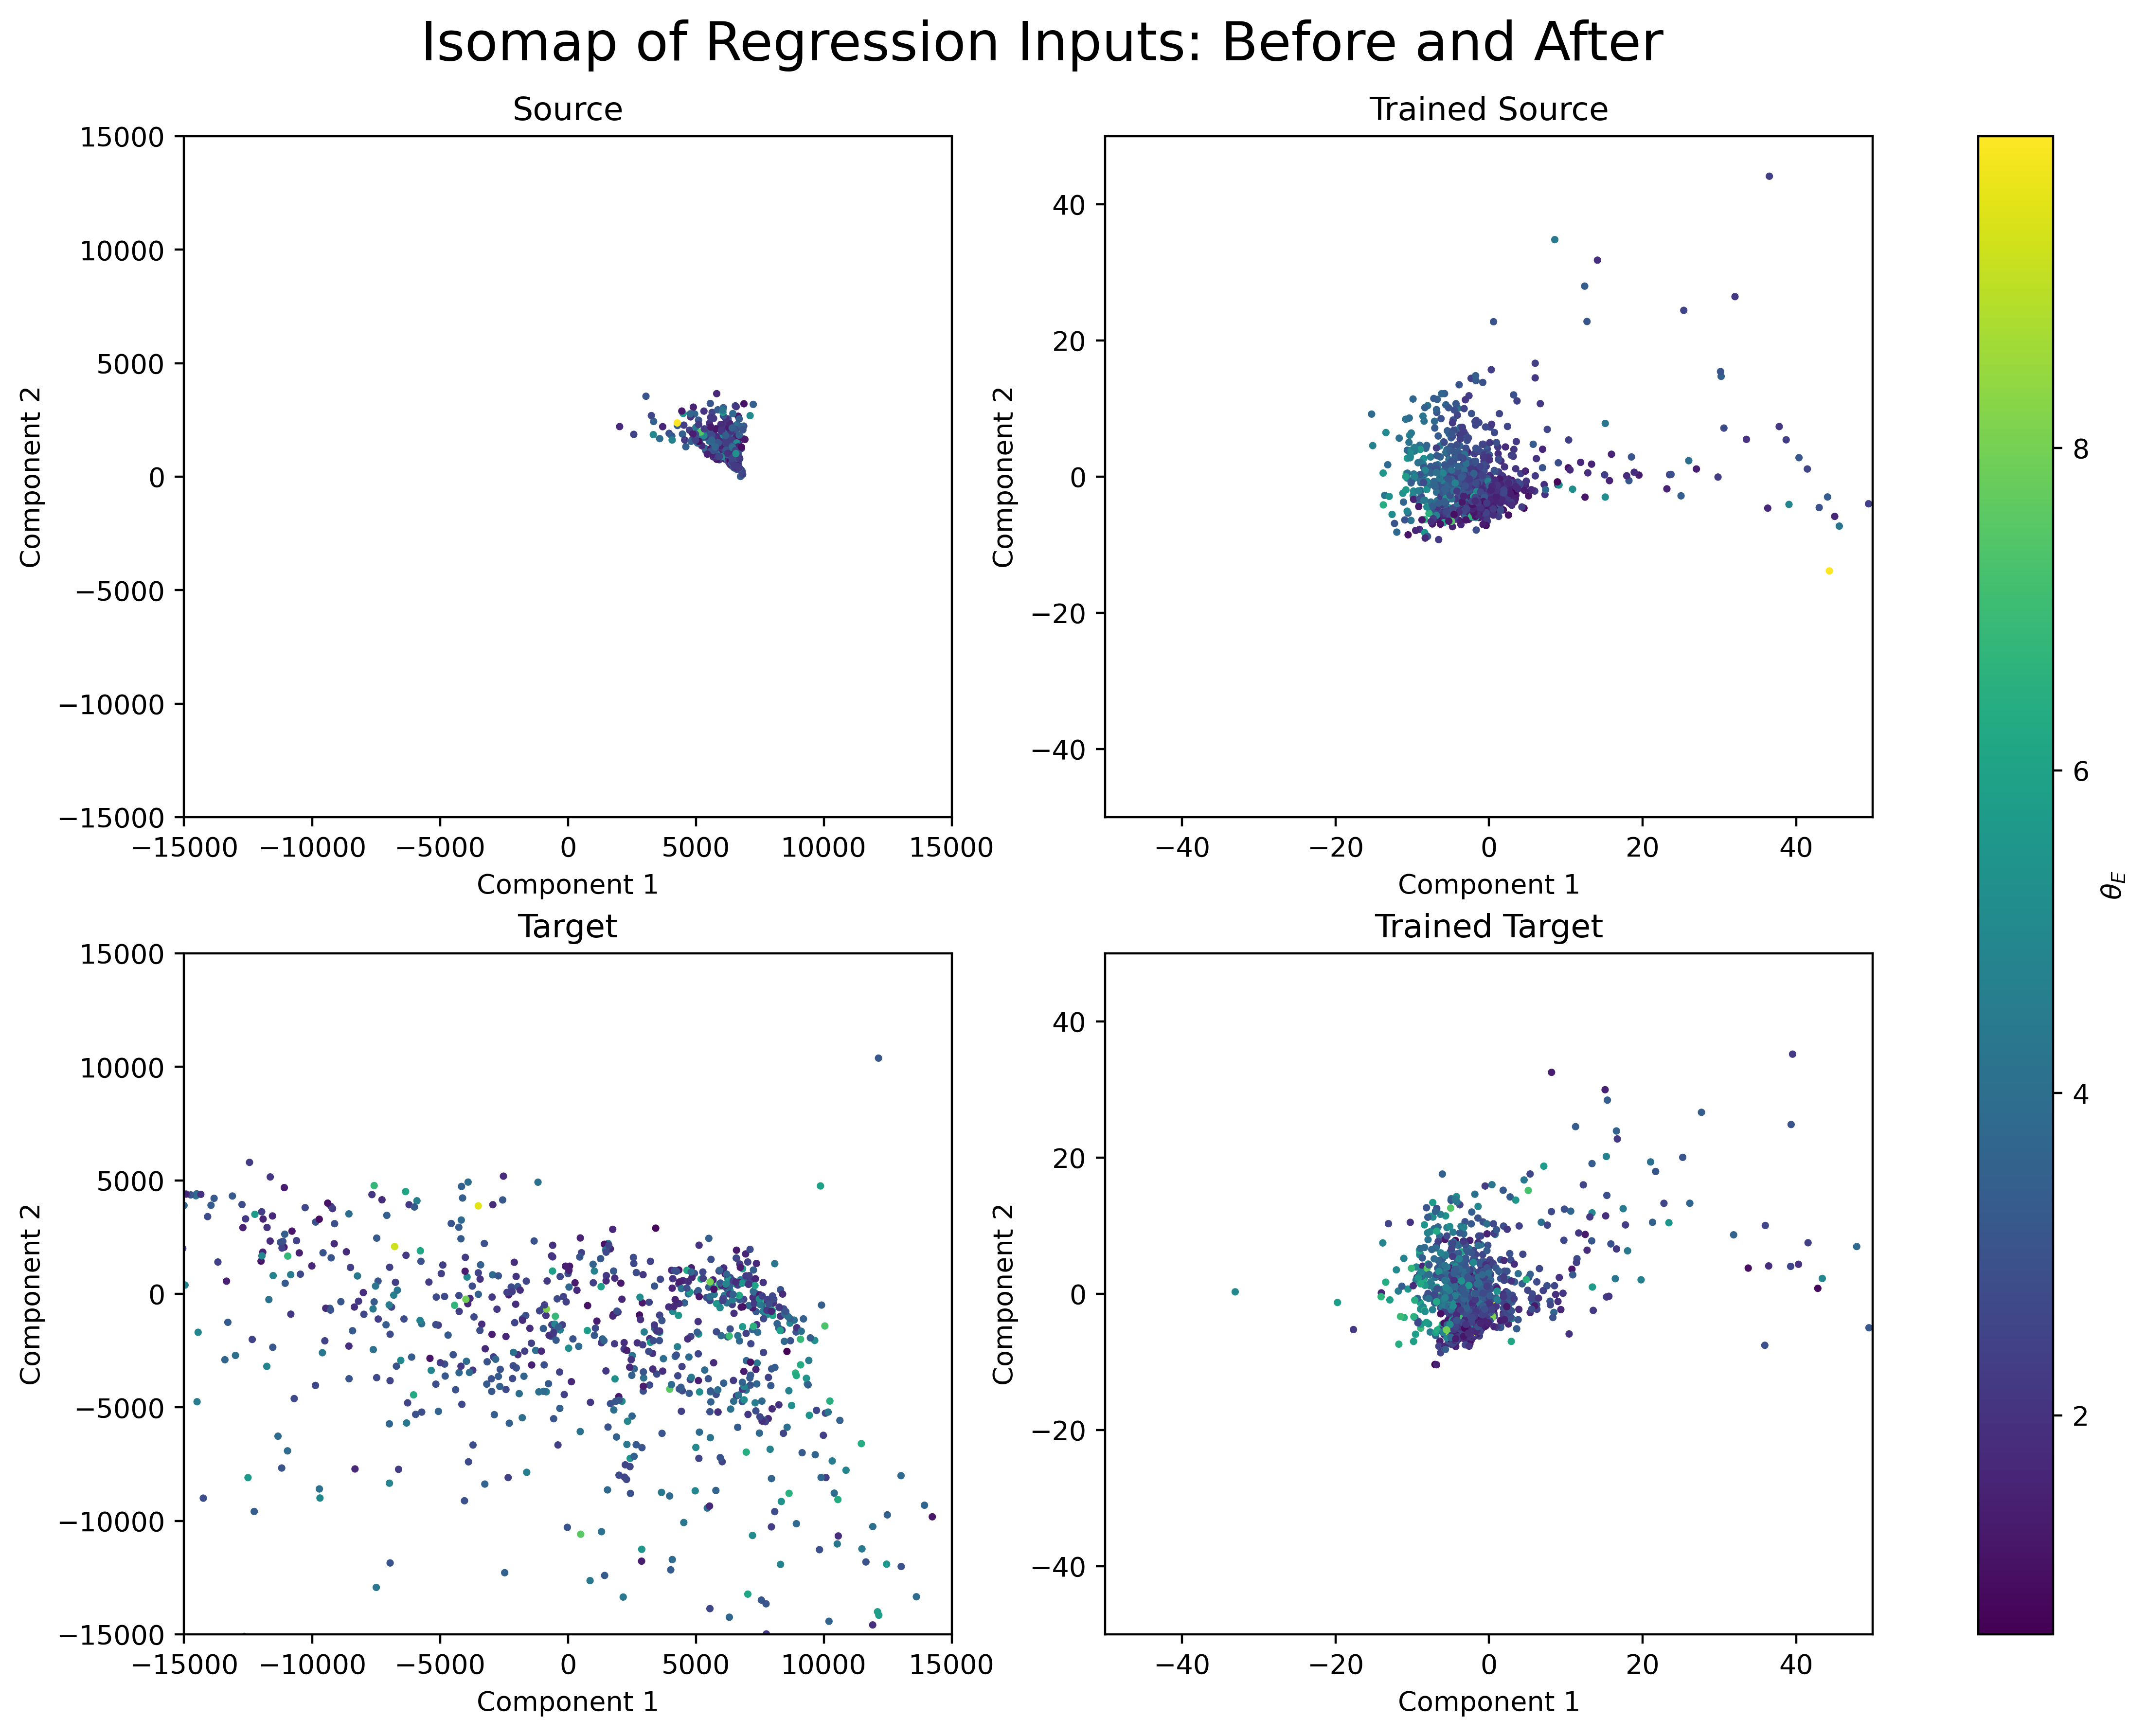 Isomap of Regression Inputs: Before and After
Source
15000
10000
5000
0
−5000
−10000
−15000
−15000 −10000 −5000 0 5000 10000 15000
Component 1
Component 2
Trained Source
40
20
0
−20
−40
−40 −20 0 20 40
Component 1
Component 2
Target
15000
10000
5000
0
−5000
−10000
−15000
−15000 −10000 −5000 0 5000 10000 15000
Component 1
Component 2
Trained Target
40
20
0
−20
−40
−40 −20 0 20 40
Component 1
Component 2
8
6
4
2
θ_E